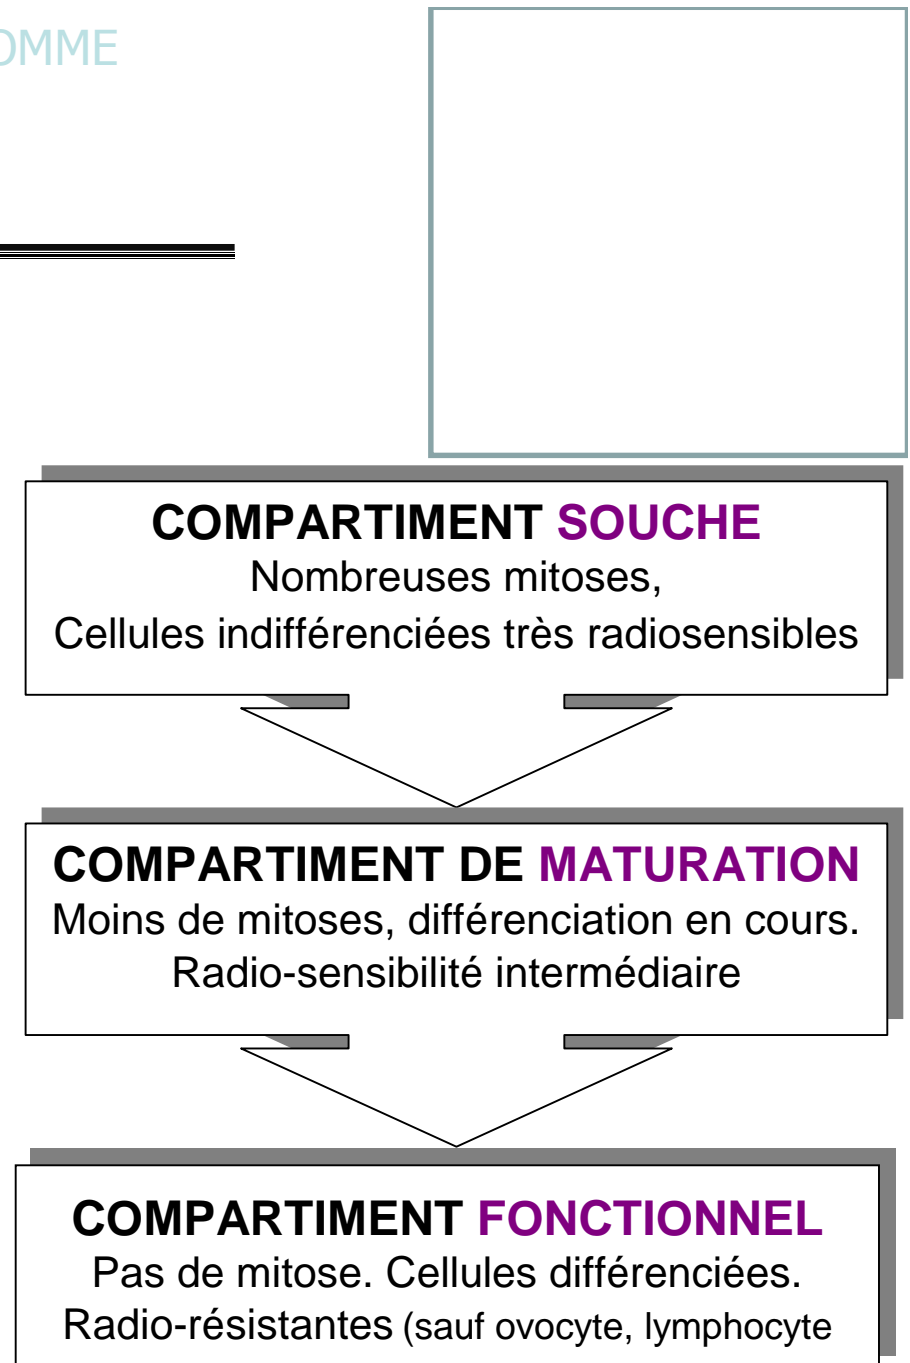 OMME
COMPARTIMENT SOUCHE
Nombreuses mitoses,
Cellules indifférenciées très radiosensibles
COMPARTIMENT DE MATURATION
Moins de mitoses, différenciation en cours.
Radio-sensibilité intermédiaire
COMPARTIMENT FONCTIONNEL
Pas de mitose. Cellules différenciées.
Radio-résistantes (sauf ovocyte, lymphocyte